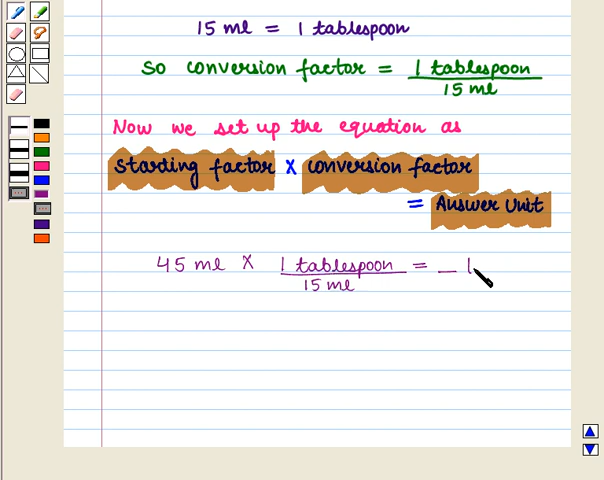 15 ml = 1 tablespoon
So conversion factor = 1 tablespoon
15 ml
Now we set up the equation as
Starting factor × conversion factor
= Answer Unit
45 ml × 1 tablespoon = _ 1
15 ml